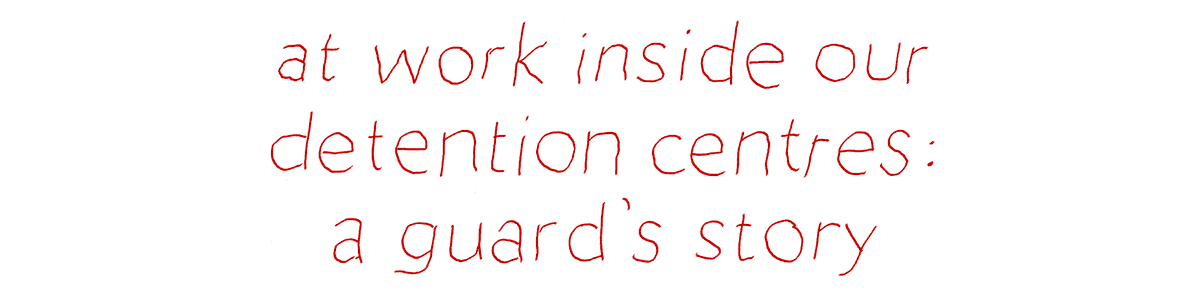 at work inside our
detention centres:
a guard's story